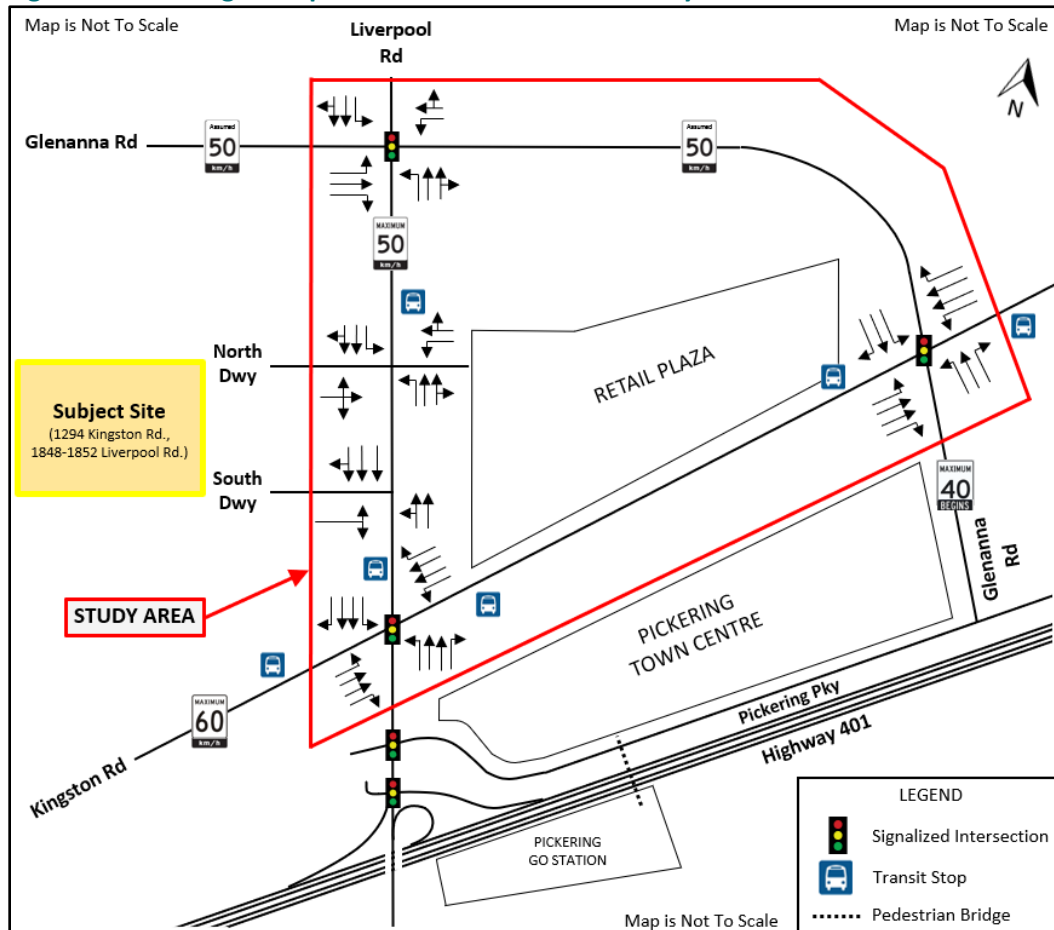 Map is Not To Scale
Map is Not To Scale
Liverpool
Rd
N
Glenanna Rd
Assumed
50
km/h
Assumed
50
km/h
MAXIMUM
50
km/h
North
Dwy
RETAIL PLAZA
Subject Site
(1294 Kingston Rd.,
1848-1852 Liverpool Rd.)
South
Dwy
MAXIMUM
40
BEGINS
Glenanna
Rd
STUDY AREA
PICKERING
TOWN CENTRE
MAXIMUM
60
km/h
Kingston Rd
Pickering Pky
Highway 401
PICKERING
GO STATION
LEGEND
Signalized Intersection
Transit Stop
Pedestrian Bridge
Map is Not To Scale